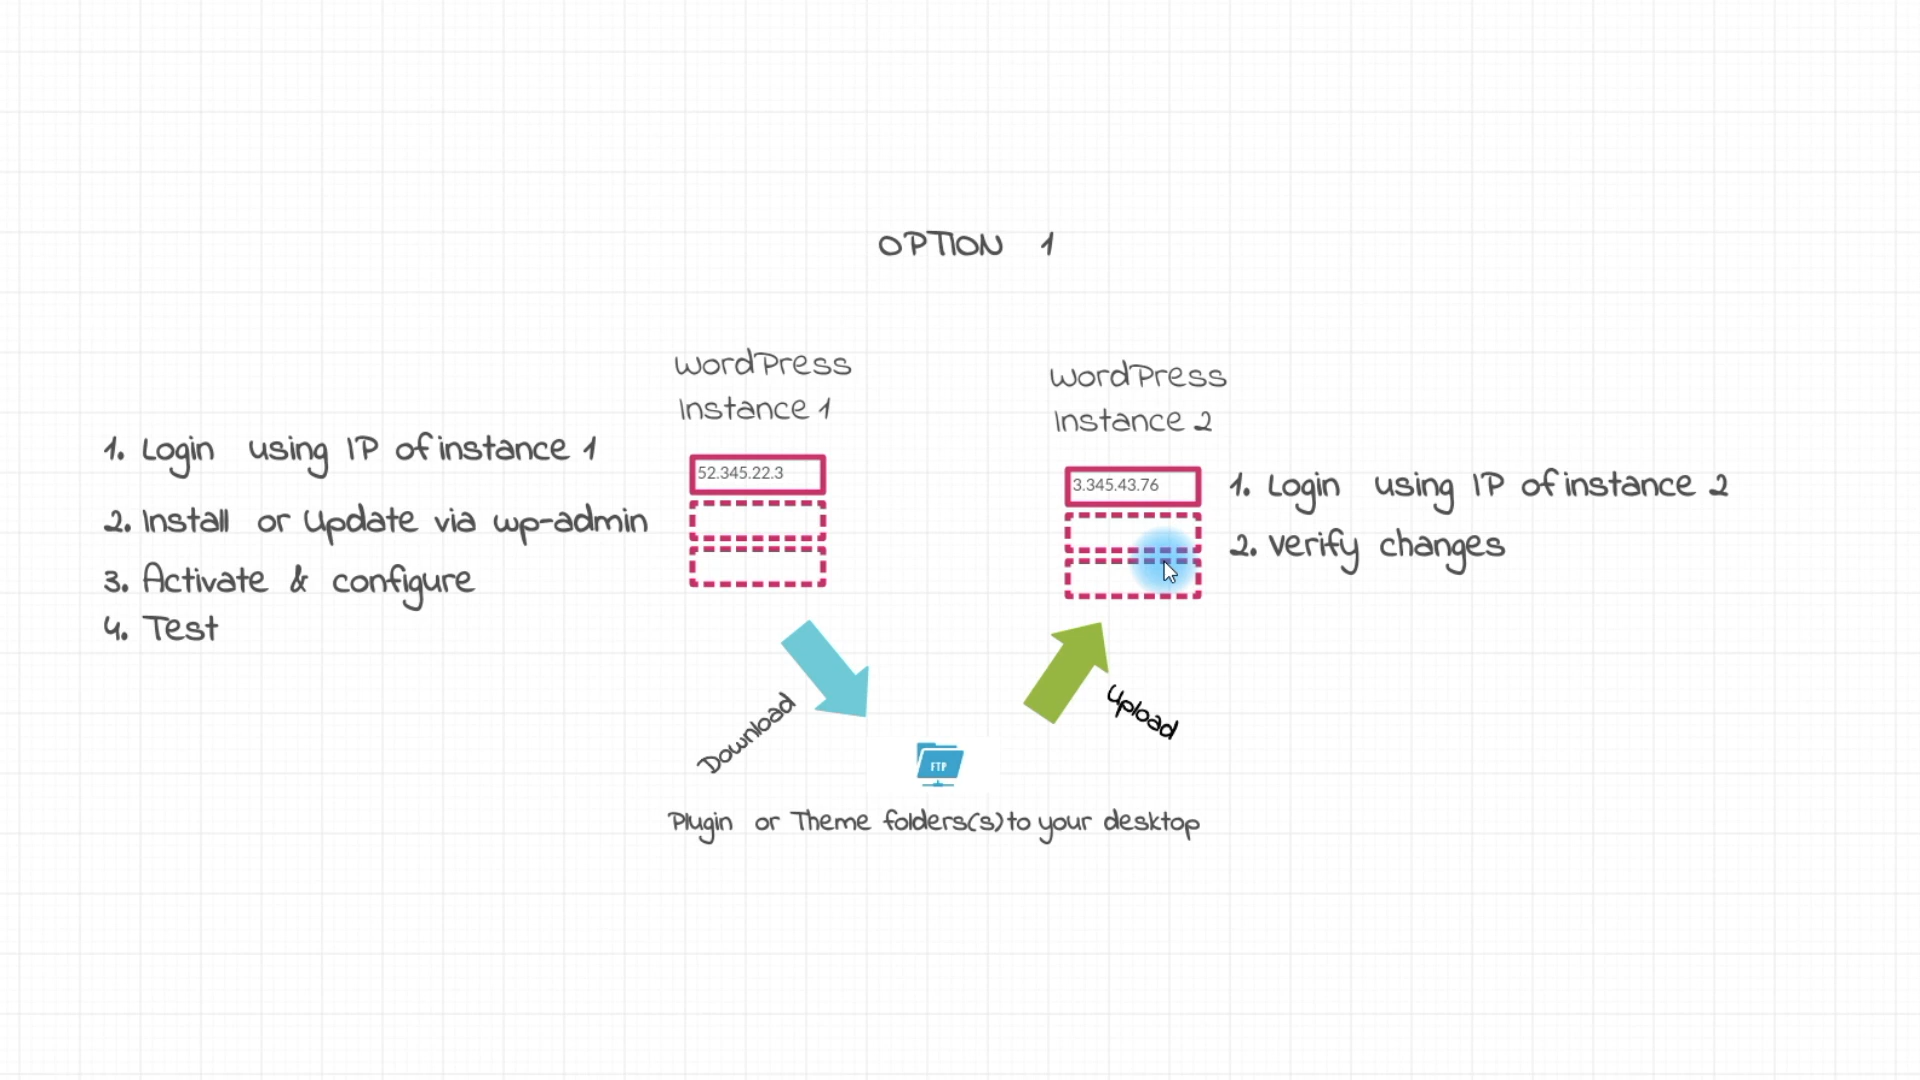 OPTION 1
WordPress
Instance 1
52.345.22.3
1. Login using IP of instance 1
2. Install or Update via wp-admin
3. Activate & configure
4. Test
WordPress
Instance 2
3.345.43.76
1. Login using IP of instance 2
2. Verify changes
Download
Upload
FTP
Plugin or Theme folders(s) to your desktop